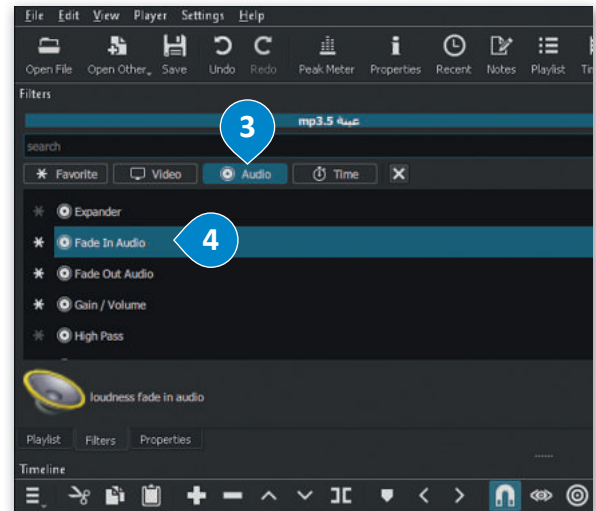 File Edit View Player Settings Help
Open File Open Other Save Undo Redo Peak Meter Properties Recent Notes Playlist
Filters
عينة mp3.5
3
search
Favorite Video Audio Time
Expander
Fade In Audio
4
Fade Out Audio
Gain / Volume
High Pass
loudness fade in audio
Playlist Filters Properties
Timeline